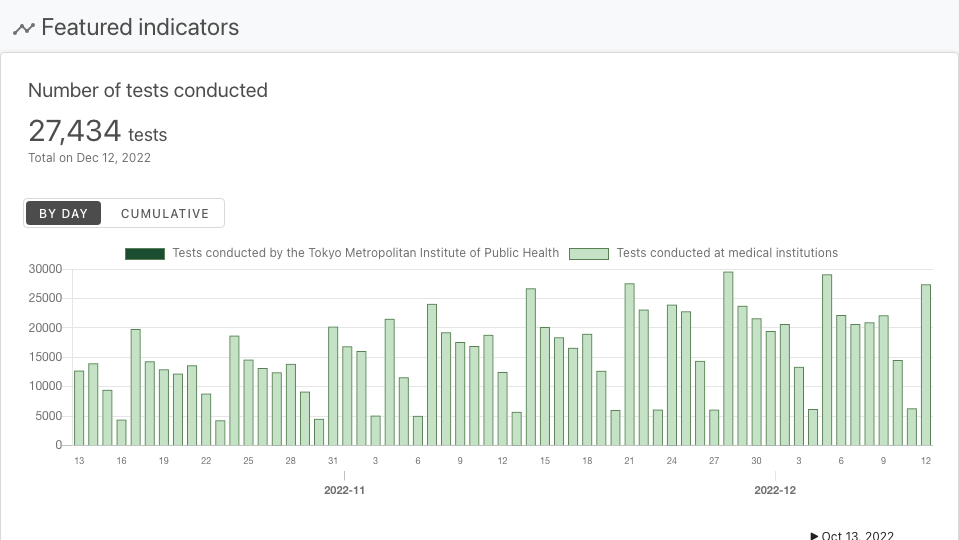 Featured indicators
Number of tests conducted
27,434 tests
Total on Dec 12, 2022
BY DAY CUMULATIVE
Tests conducted by the Tokyo Metropolitan Institute of Public Health Tests conducted at medical institutions
30000
25000
20000
15000
10000
5000
0
13 16 19 22 25 28 31 3 6 9 12 15 18 21 24 27 30 3 6 9 12
2022-11 2022-12
Oct 13, 2022